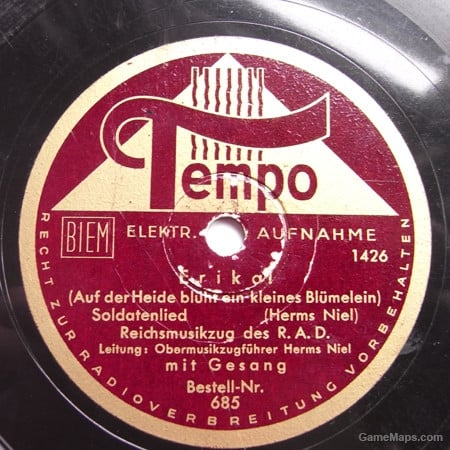 Tempo
BIEM ELEKTR. AUFNAHME
1426
Erika!
(Auf der Heide blüht ein kleines Blümelein)
Soldatenlied (Herms Niel)
Reichsmusikzug des R.A.D.
Leitung: Obermusikzugführer Herms Niel
mit Gesang
Bestell-Nr.
685
RECHT ZUR RADIOVERBREITUNG VORBEHALTEN
GameMaps.com